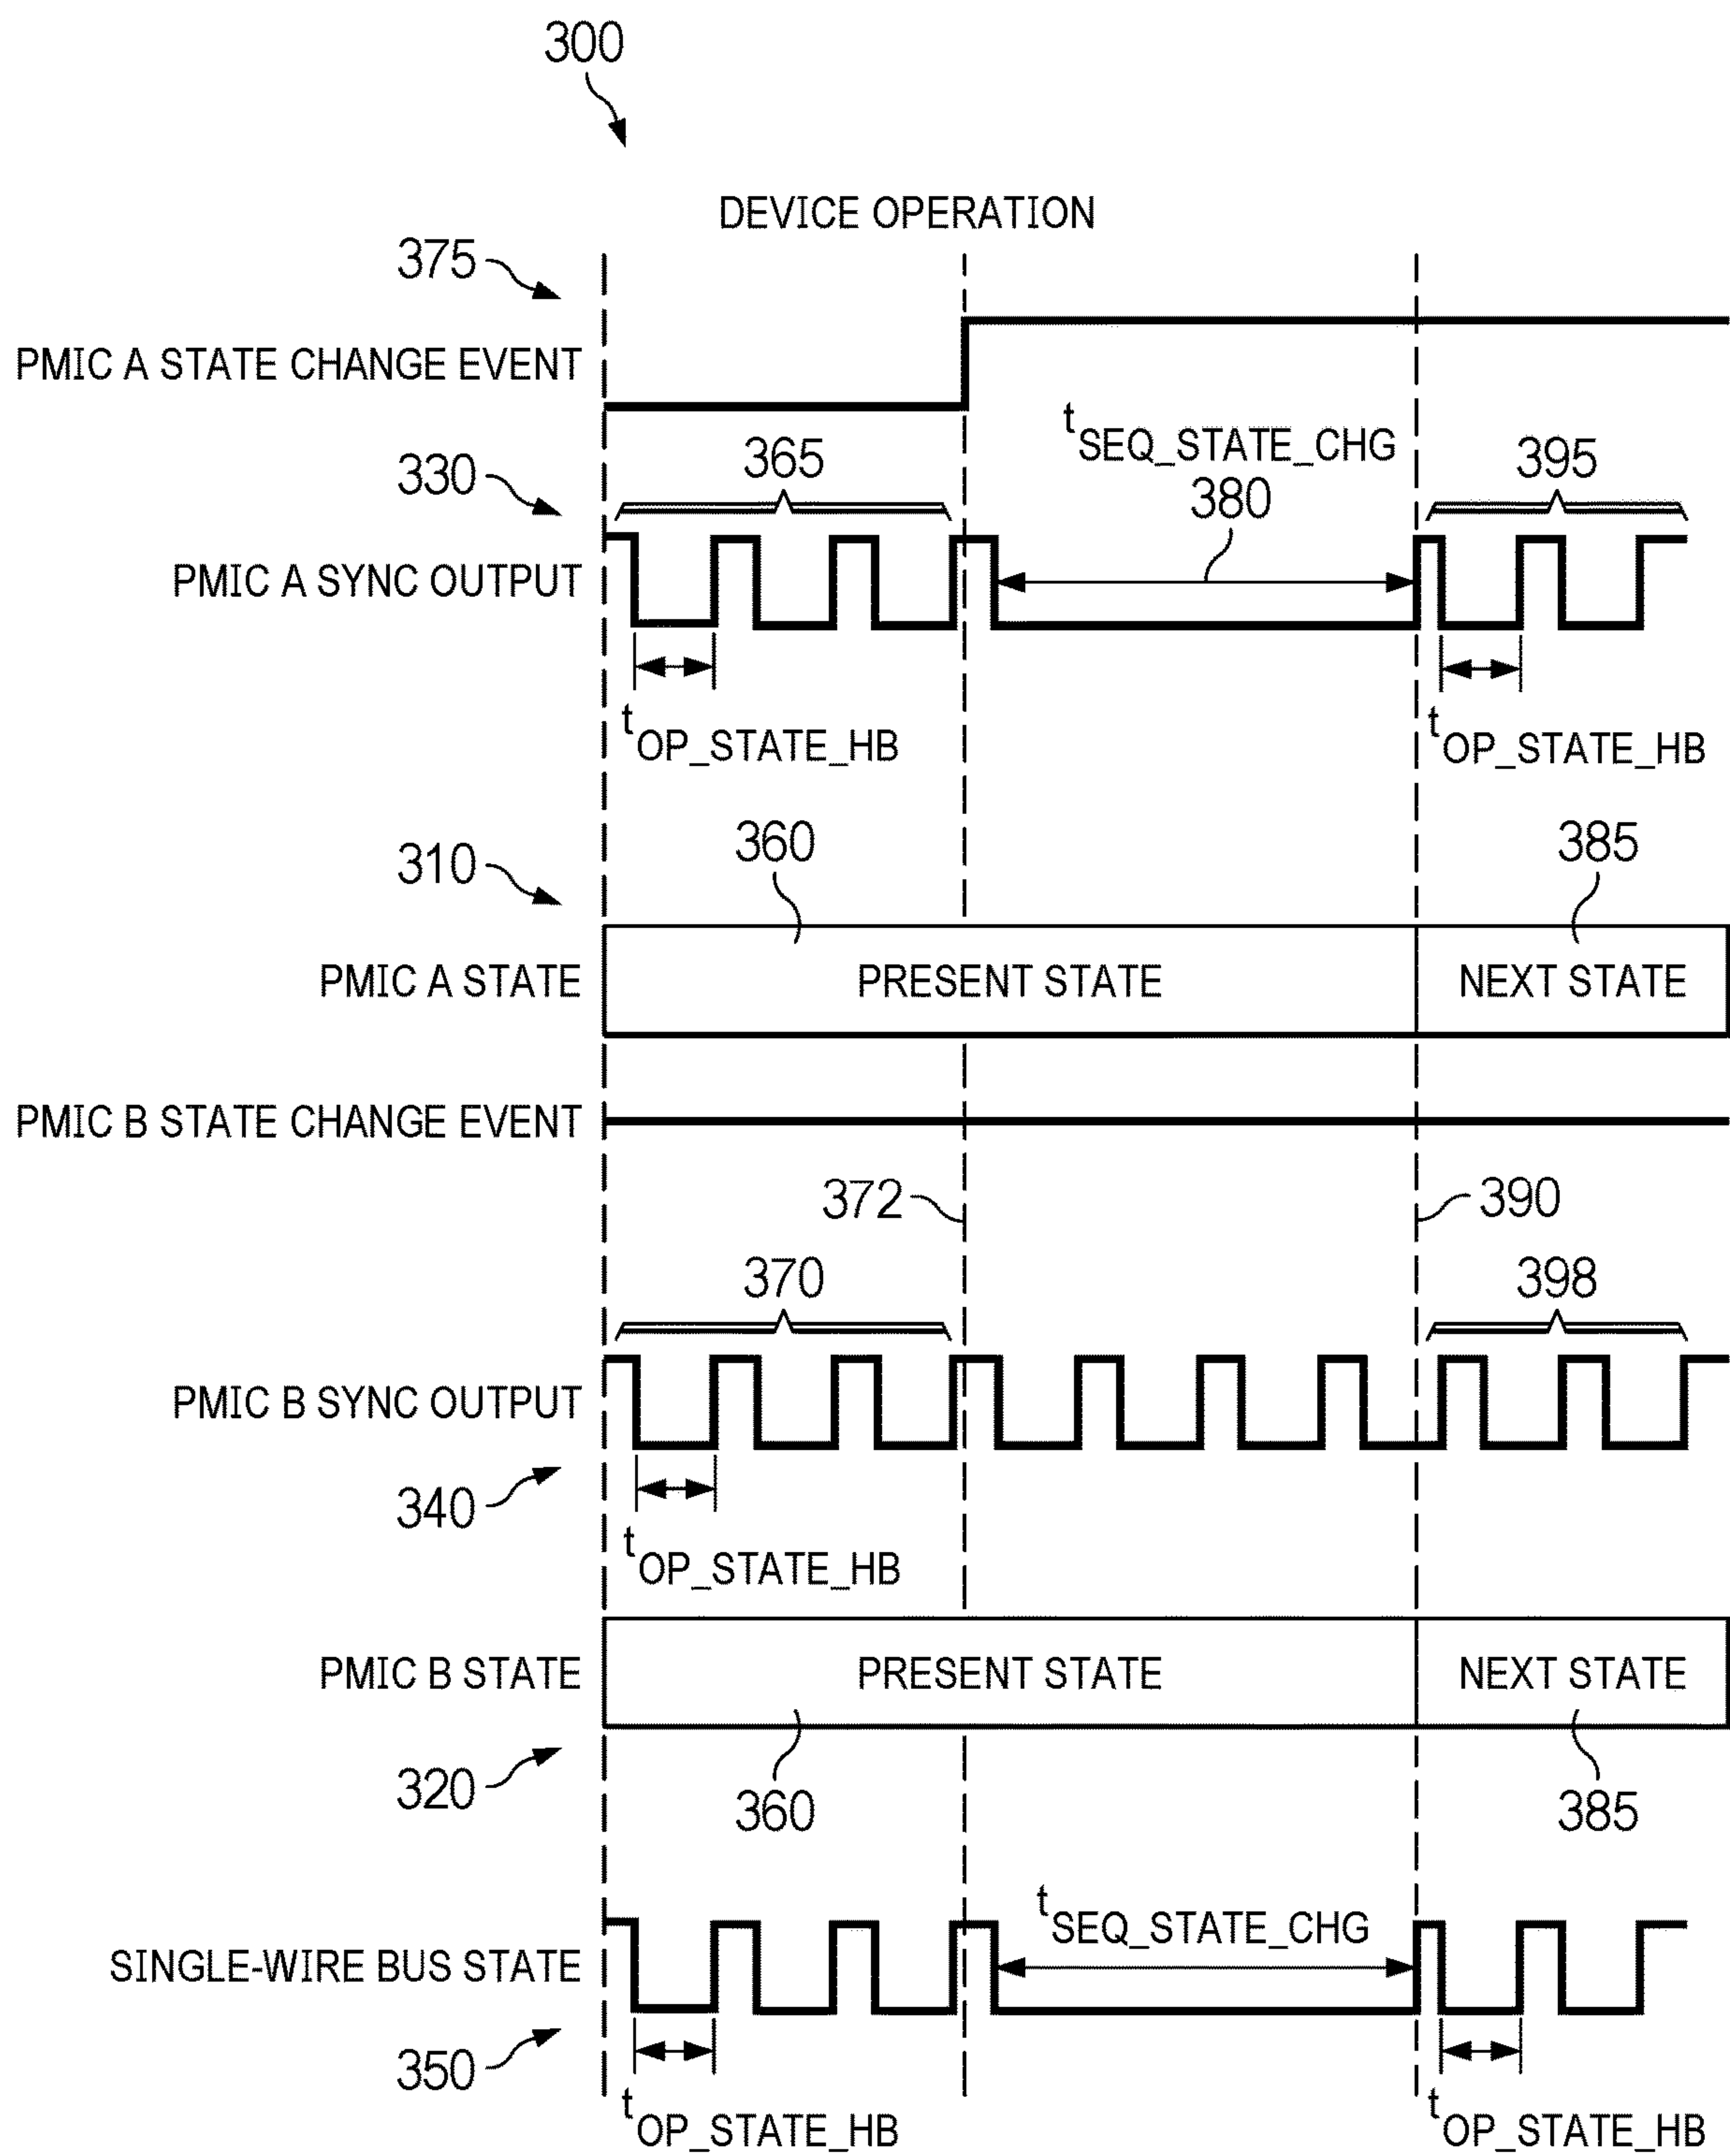 300
DEVICE OPERATION
375
PMIC A STATE CHANGE EVENT
330
365
tSEQ_STATE_CHG
380
395
PMIC A SYNC OUTPUT
tOP_STATE_HB
tOP_STATE_HB
310
360
385
PMIC A STATE
PRESENT STATE
NEXT STATE
PMIC B STATE CHANGE EVENT
372
390
370
398
PMIC B SYNC OUTPUT
340
tOP_STATE_HB
PMIC B STATE
PRESENT STATE
NEXT STATE
320
360
385
tSEQ_STATE_CHG
SINGLE-WIRE BUS STATE
350
tOP_STATE_HB
tOP_STATE_HB